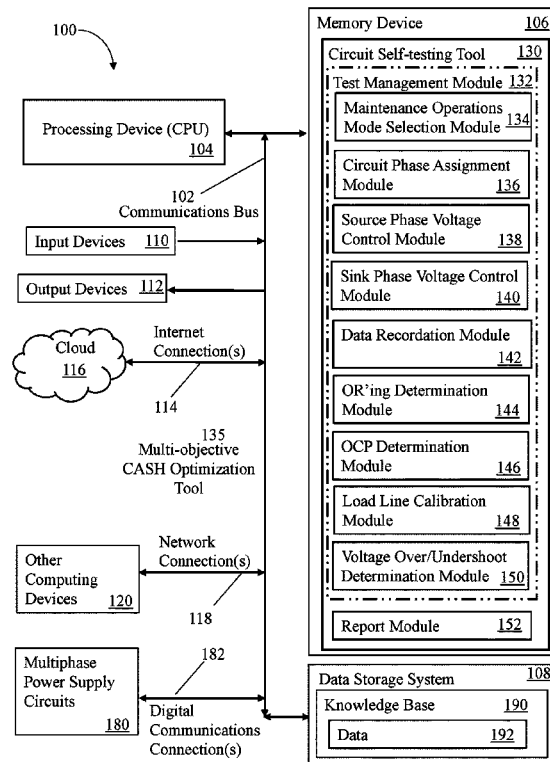 100
Processing Device (CPU)
104
102
Communications Bus
Input Devices 110
Output Devices 112
Cloud
116
Internet
Connection(s)
114
135
Multi-objective
CASH Optimization
Tool
Other
Computing
Devices
120
Network
Connection(s)
118
Multiphase
Power Supply
Circuits
180
182
Digital
Communications
Connection(s)
Memory Device 106
Circuit Self-testing Tool 130
Test Management Module 132
Maintenance Operations
Mode Selection Module 134
Circuit Phase Assignment
Module 136
Source Phase Voltage
Control Module 138
Sink Phase Voltage Control
Module 140
Data Recordation Module
142
OR'ing Determination
Module 144
OCP Determination
Module 146
Load Line Calibration
Module 148
Voltage Over/Undershoot
Determination Module 150
Report Module 152
Data Storage System 108
Knowledge Base 190
Data 192